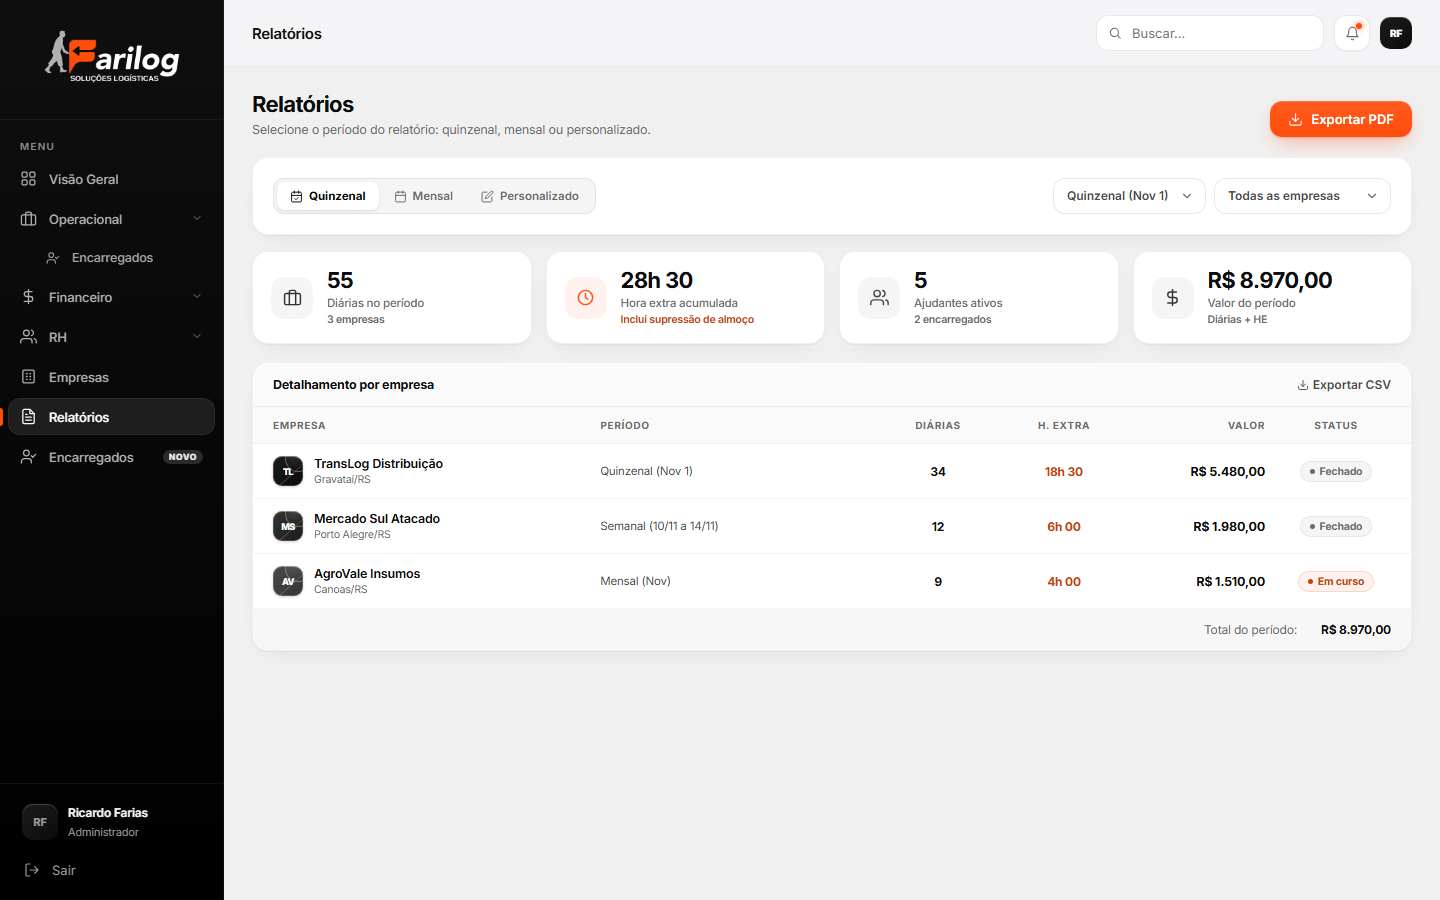 Farilog
SOLUÇÕES LOGÍSTICAS
MENU
Visão Geral
Operacional
Encarregados
Financeiro
RH
Empresas
Relatórios
Encarregados NOVO
RF
Ricardo Farias
Administrador
Sair
Relatórios
Buscar...
RF
Relatórios
Selecione o período do relatório: quinzenal, mensal ou personalizado.
Exportar PDF
Quinzenal Mensal Personalizado
Quinzenal (Nov 1) Todas as empresas
55
Diárias no período
3 empresas
28h 30
Hora extra acumulada
Inclui supressão de almoço
5
Ajudantes ativos
2 encarregados
R$ 8.970,00
Valor do período
Diárias + HE
Detalhamento por empresa Exportar CSV
EMPRESA PERÍODO DIÁRIAS H. EXTRA VALOR STATUS
TL TransLog Distribuição Quinzenal (Nov 1) 34 18h 30 R$ 5.480,00 Fechado
Gravataí/RS
MS Mercado Sul Atacado Semanal (10/11 a 14/11) 12 6h 00 R$ 1.980,00 Fechado
Porto Alegre/RS
AV AgroVale Insumos Mensal (Nov) 9 4h 00 R$ 1.510,00 Em curso
Canoas/RS
Total do período: R$ 8.970,00